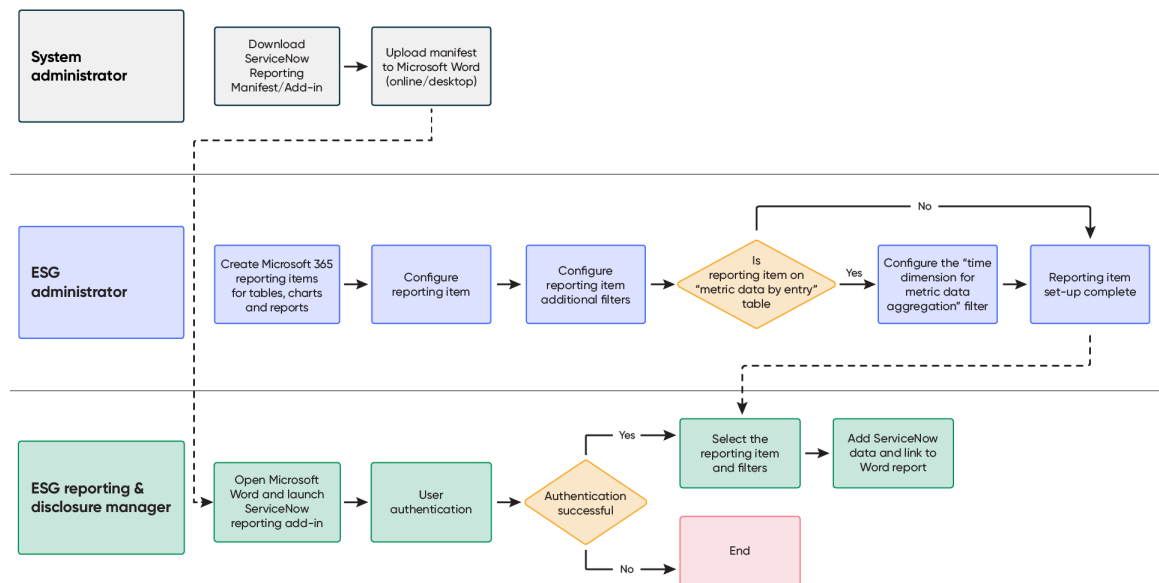 System
administrator
Download
ServiceNow
Reporting
Manifest/Add-in
Upload manifest
to Microsoft Word
(online/desktop)
ESG
administrator
Create Microsoft 365
reporting items
for tables, charts
and reports
Configure
reporting item
Configure
reporting item
additional filters
Is
reporting item on
“metric data by entry”
table
Yes
No
Configure the “time
dimension for
metric data
aggregation” filter
Reporting item
set-up complete
ESG reporting &
disclosure manager
Open Microsoft
Word and launch
ServiceNow
reporting add-in
User
authentication
Authentication
successful
Yes
Select the
reporting item
and filters
Add ServiceNow
data and link to
Word report
No
End